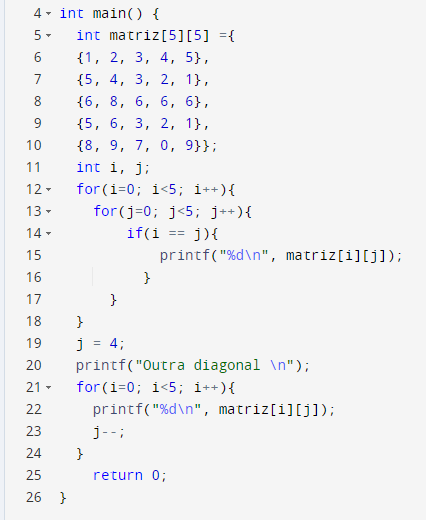 4 int main() {
5 int matriz[5][5] ={
6 {1, 2, 3, 4, 5},
7 {5, 4, 3, 2, 1},
8 {6, 8, 6, 6, 6},
9 {5, 6, 3, 2, 1},
10 {8, 9, 7, 0, 9}};
11 int i, j;
12 for(i=0; i<5; i++){
13 for(j=0; j<5; j++){
14 if(i == j){
15 printf("%d\n", matriz[i][j]);
16 }
17 }
18 }
19 j = 4;
20 printf("Outra diagonal \n");
21 for(i=0; i<5; i++){
22 printf("%d\n", matriz[i][j]);
23 j--;
24 }
25 return 0;
26 }